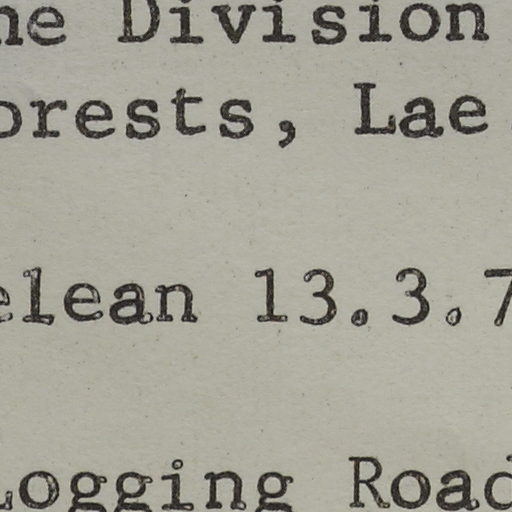 he Division
orests, Lae
elean 13.3.7
Logging Road